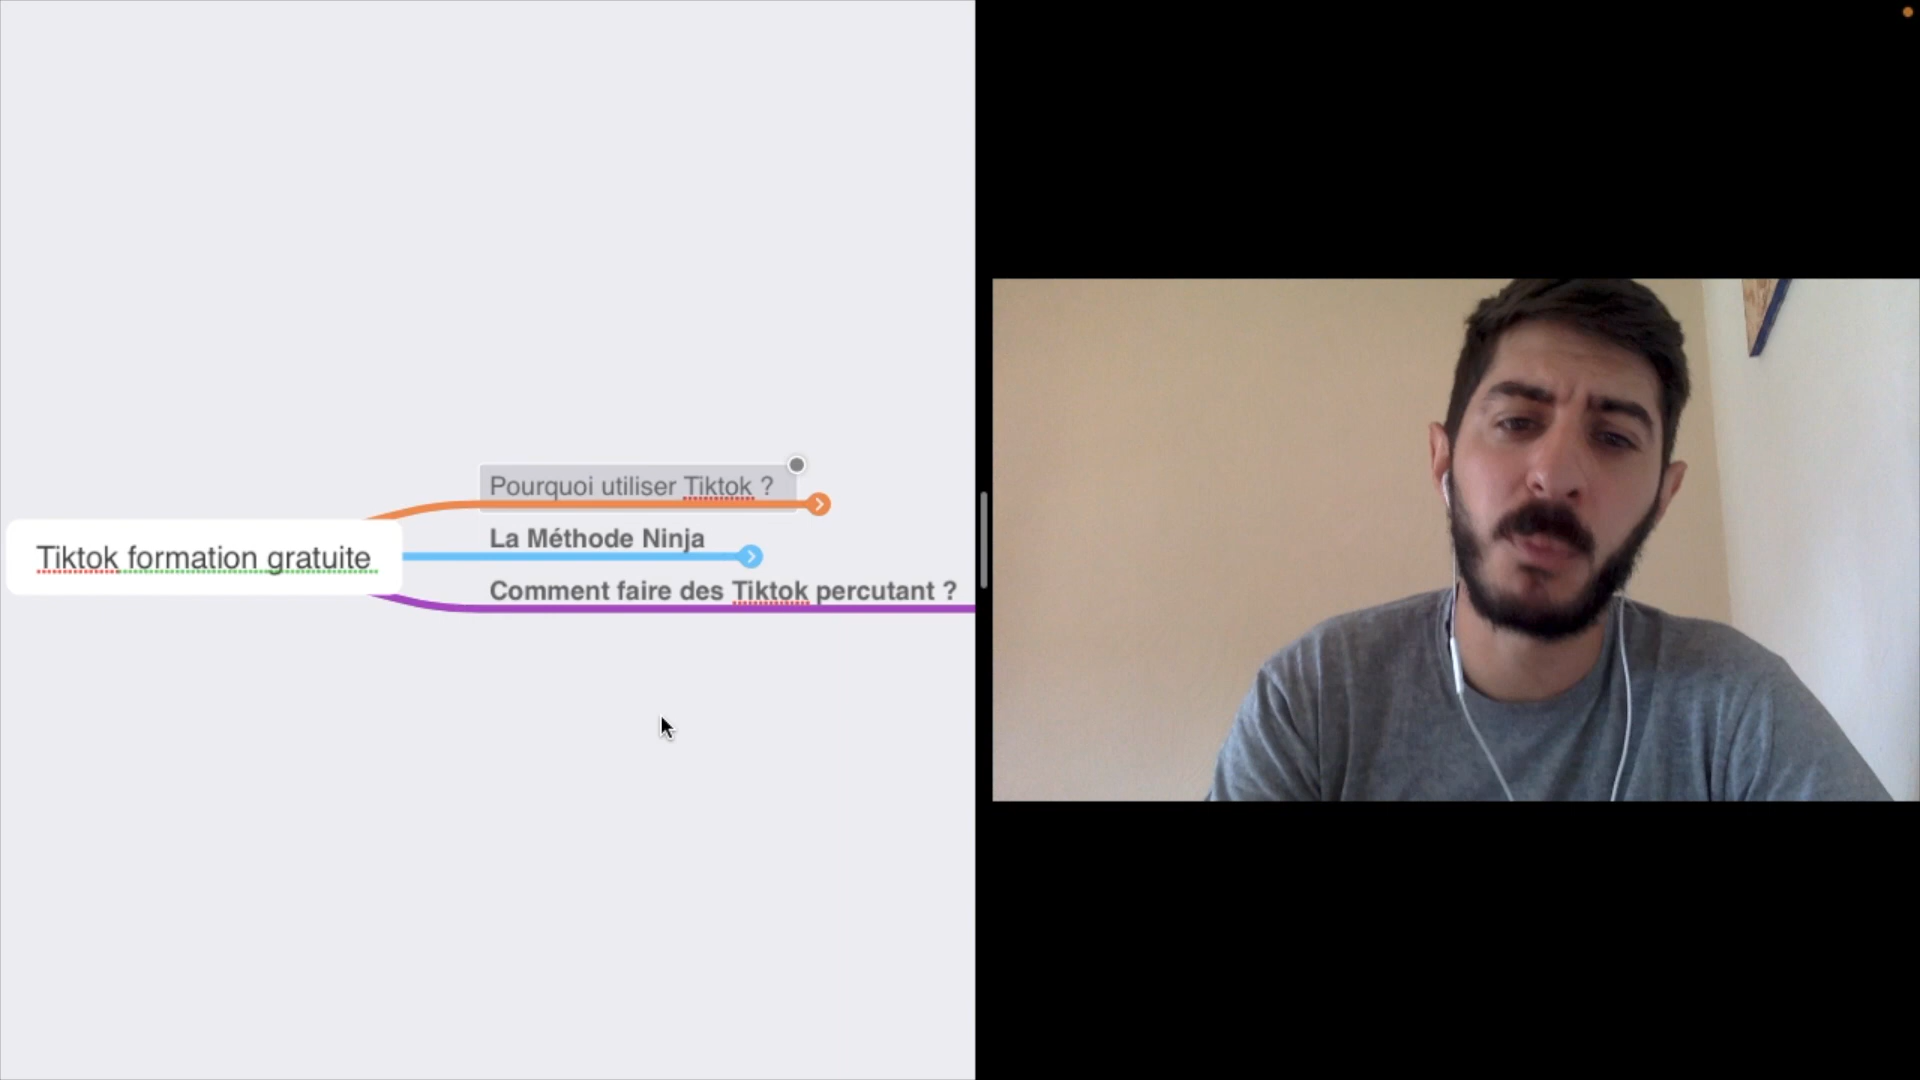 Pourquoi utiliser Tiktok ?
La Méthode Ninja
Tiktok formation gratuite
Comment faire des Tiktok percutant ?